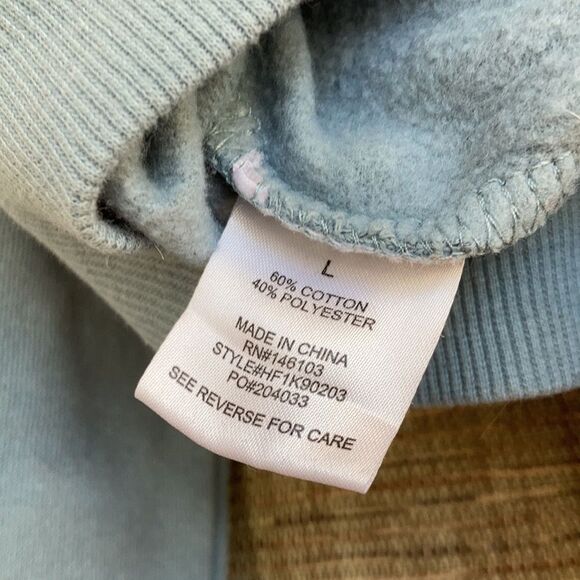 L
60% COTTON
40% POLYESTER
MADE IN CHINA
RN#146103
STYLE#HF1K90203
PO#204033
SEE REVERSE FOR CARE